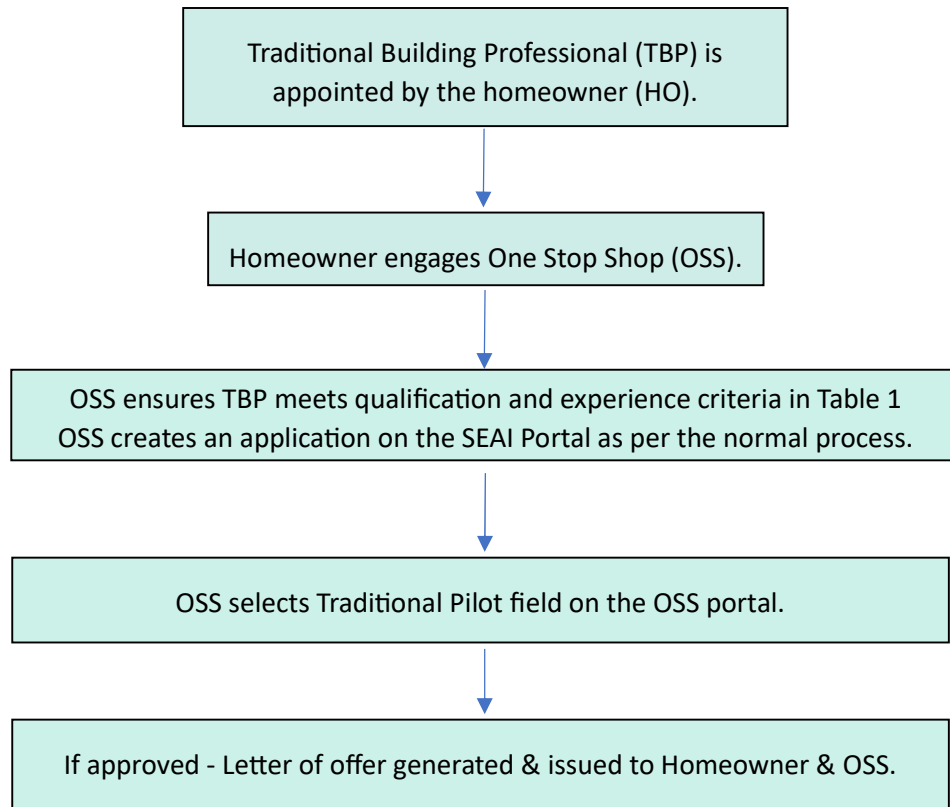 Traditional Building Professional (TBP) is
appointed by the homeowner (HO).
Homeowner engages One Stop Shop (OSS).
OSS ensures TBP meets qualification and experience criteria in Table 1
OSS creates an application on the SEAI Portal as per the normal process.
OSS selects Traditional Pilot field on the OSS portal.
If approved - Letter of offer generated & issued to Homeowner & OSS.